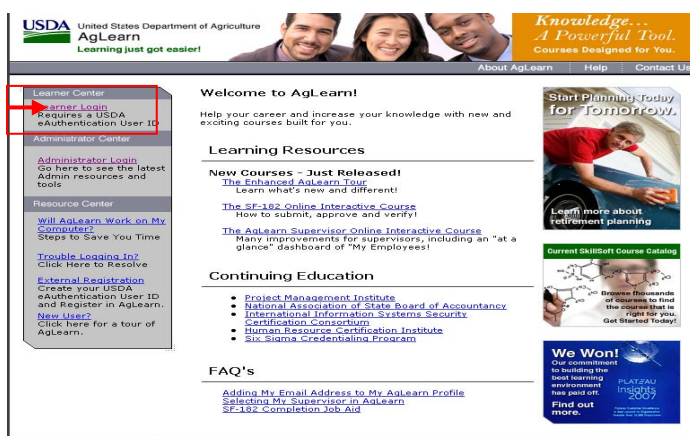 USDA
United States Department of Agriculture
AgLearn
Learning just got easier!
Knowledge...
A Powerful Tool.
Courses Designed for You.
About AgLearn
Help
Contact Us
Learner Center
Learner Login
Requires a USDA
eAuthentication User ID
Administrator Center
Administrator Login
Go here to see the latest
Admin resources and
tools
Resource Center
Will AgLearn Work on My
Computer?
Steps to Save You Time
Trouble Logging In?
Click Here to Resolve
External Registration
Create your USDA
eAuthentication User ID
and Register in AgLearn.
New User?
Click here for a tour of
AgLearn.
Welcome to AgLearn!
Help your career and increase your knowledge with new and
exciting courses built for you.
Learning Resources
New Courses - Just Released!
The Enhanced AgLearn Tour
Learn what's new and different!
The SF-182 Online Interactive Course
How to submit, approve and verify!
The AgLearn Supervisor Online Interactive Course
Many improvements for supervisors, including an "at a
glance" dashboard of "My Employees!
Continuing Education
Project Management Institute
National Association of State Board of Accountancy
International Information Systems Security
Certification Consortium
Human Resource Certification Institute
Six Sigma Credentialing Program
FAQ's
Adding My Email Address to My AgLearn Profile
Selecting My Supervisor in AgLearn
SF-182 Completion Job Aid
Start Planning Today
for Tomorrow.
Learn more about
retirement planning
Current SkillSoft Course Catalog
Browse thousands
of courses to find
the course that is
right for you.
Get Started Today!
We Won!
Our commitment
to building the
best learning
environment
has paid off.
Find out
more.
PLATEAU
Insights
2007